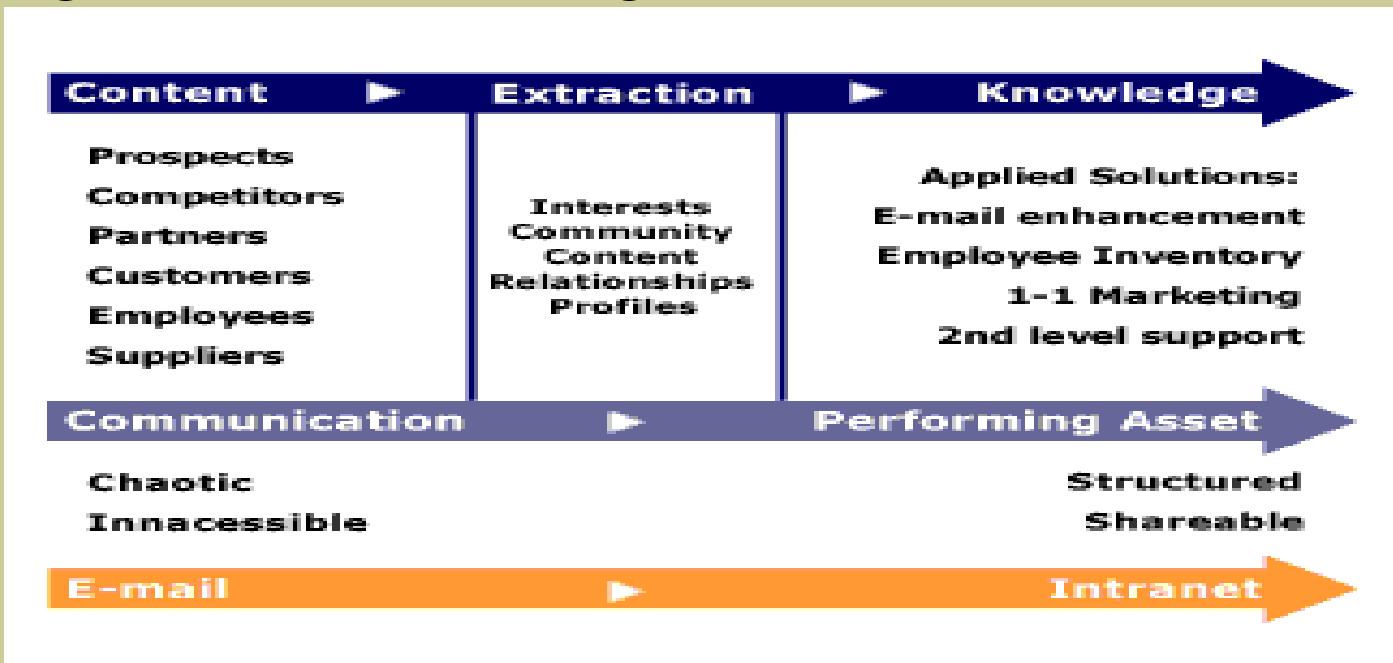 Content Extraction Knowledge
Prospects
Competitors
Partners
Customers
Employees
Suppliers
Interests
Community
Content
Relationships
Profiles
Applied Solutions:
E-mail enhancement
Employee Inventory
1-1 Marketing
2nd level support
Communication Performing Asset
Chaotic
Innacessible
Structured
Shareable
E-mail Intranet